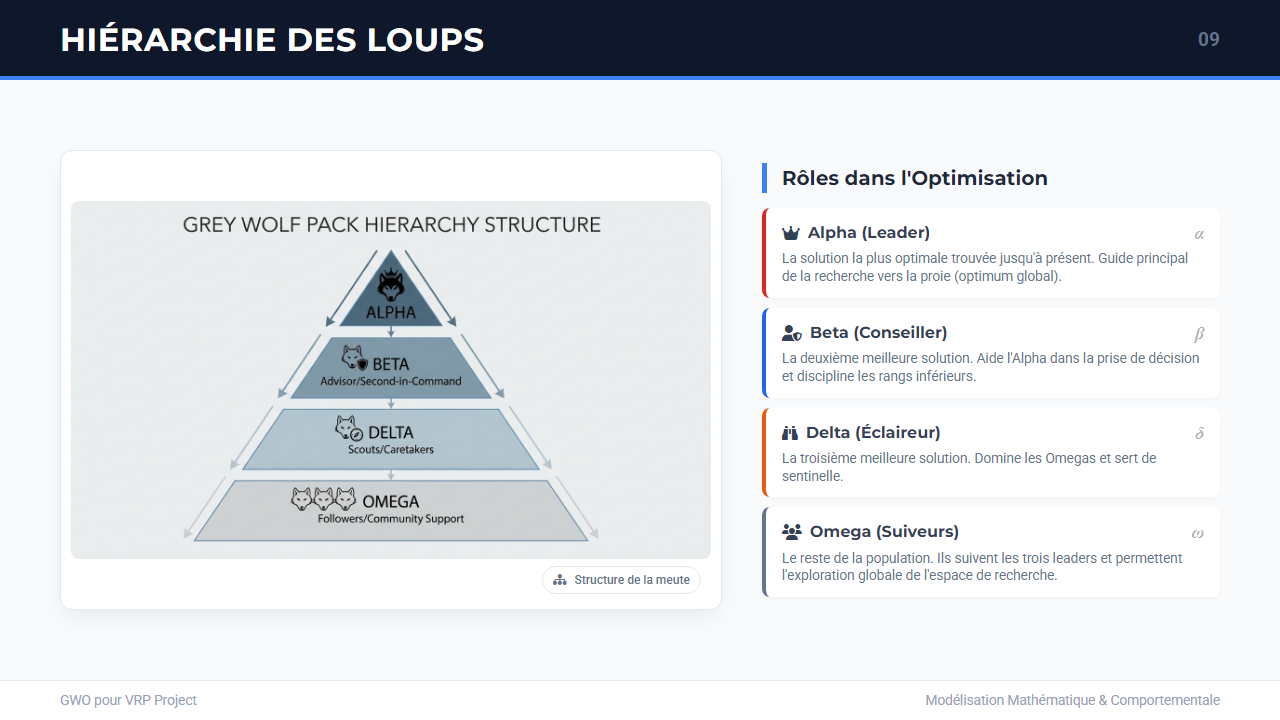 HIÉRARCHIE DES LOUPS
09
GREY WOLF PACK HIERARCHY STRUCTURE
ALPHA
BETA
Advisor/Second-in-Command
DELTA
Scouts/Caretakers
OMEGA
Followers/Community Support
Structure de la meute
Rôles dans l'Optimisation
Alpha (Leader)
α
La solution la plus optimale trouvée jusqu'à présent. Guide principal
de la recherche vers la proie (optimum global).
Beta (Conseiller)
β
La deuxième meilleure solution. Aide l'Alpha dans la prise de décision
et discipline les rangs inférieurs.
Delta (Éclaireur)
δ
La troisième meilleure solution. Domine les Omegas et sert de
sentinelle.
Omega (Suiveurs)
ω
Le reste de la population. Ils suivent les trois leaders et permettent
l'exploration globale de l'espace de recherche.
GWO pour VRP Project
Modélisation Mathématique & Comportementale